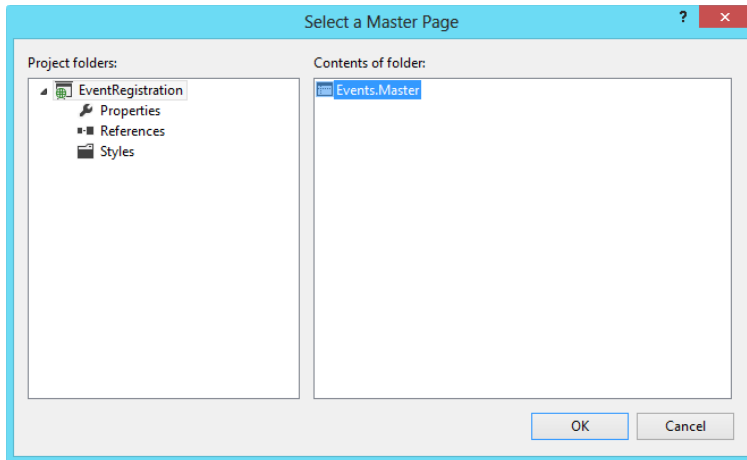 Select a Master Page
?
x
Project folders:
Contents of folder:
EventRegistration
Properties
References
Styles
Events.Master
OK
Cancel